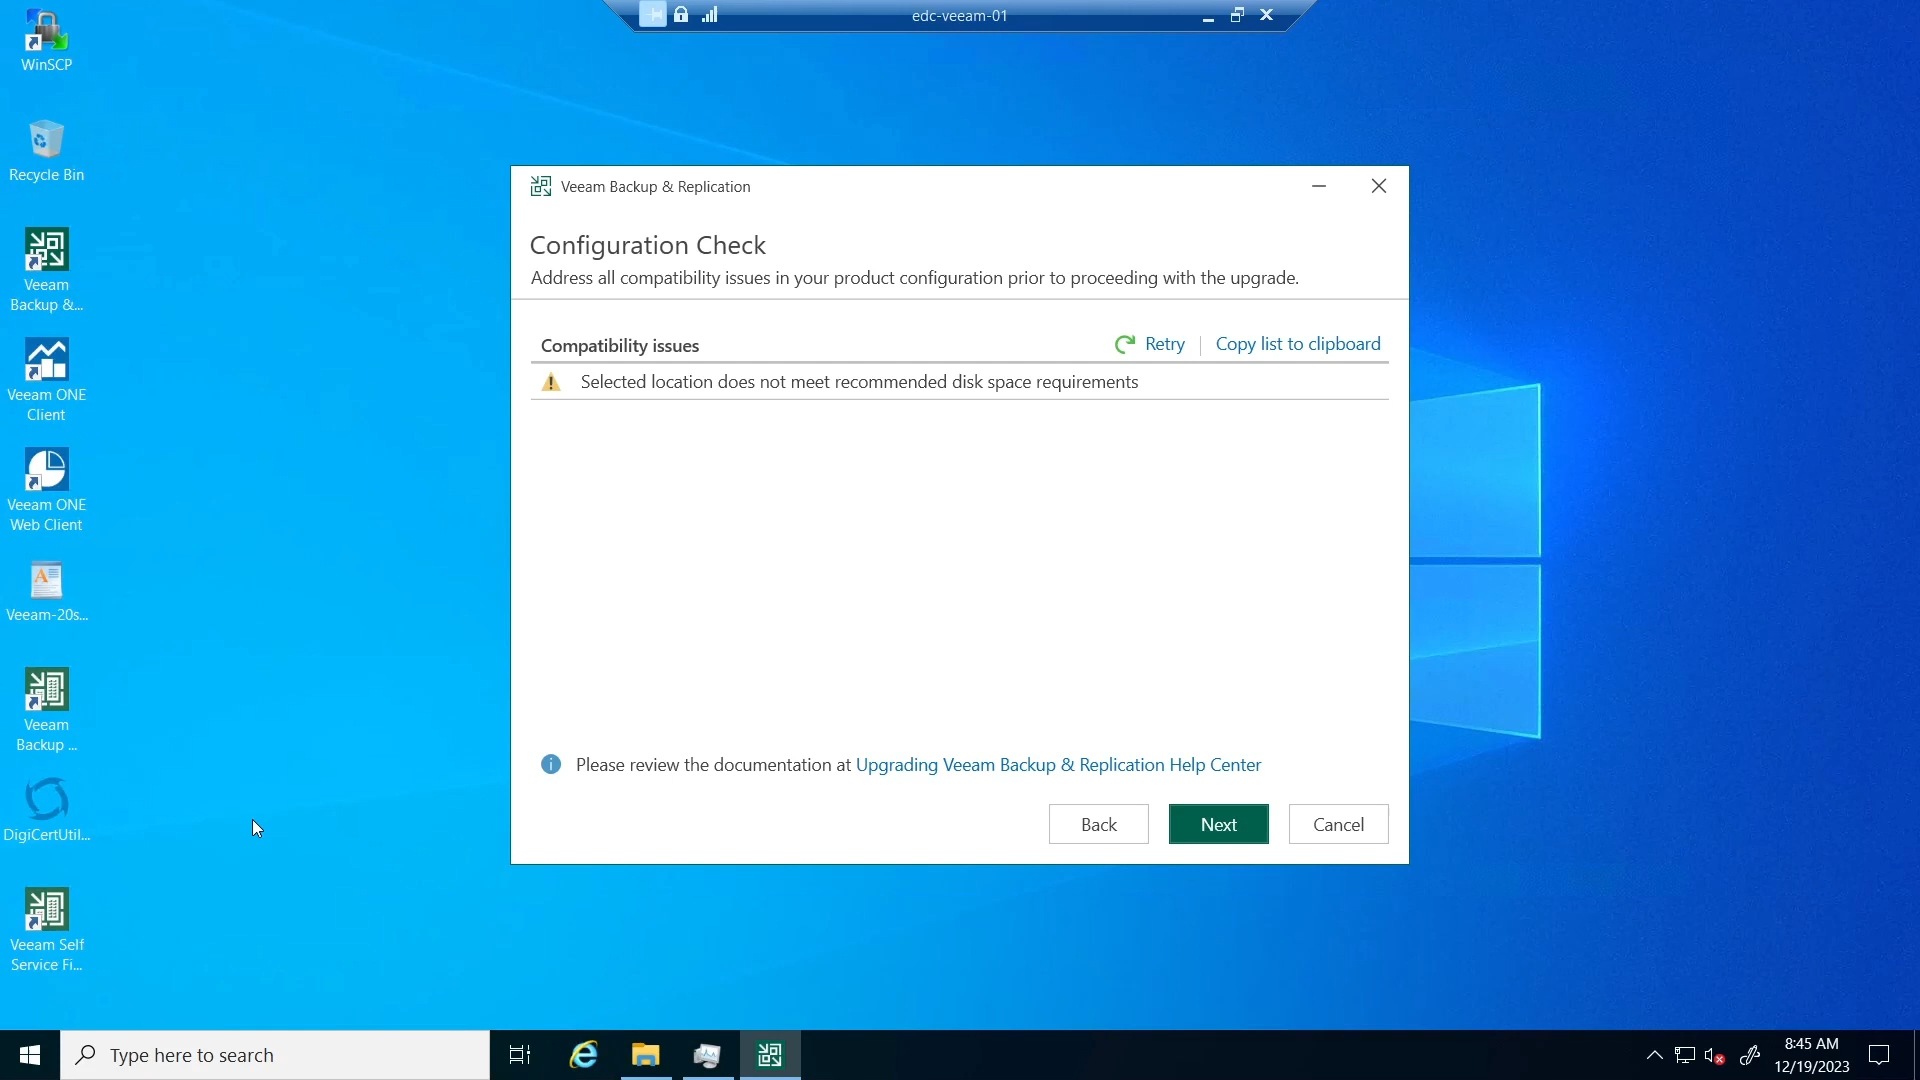 edc-veeam-01
WinSCP
Recycle Bin
Veeam
Backup &...
Veeam ONE
Client
Veeam ONE
Web Client
Veeam-20s...
Veeam
Backup ...
DigiCertUtil...
Veeam Self
Service Fi...
Veeam Backup & Replication
Configuration Check
Address all compatibility issues in your product configuration prior to proceeding with the upgrade.
Compatibility issues
Retry
Copy list to clipboard
Selected location does not meet recommended disk space requirements
Please review the documentation at Upgrading Veeam Backup & Replication Help Center
Back
Next
Cancel
Type here to search
8:45 AM
12/19/2023